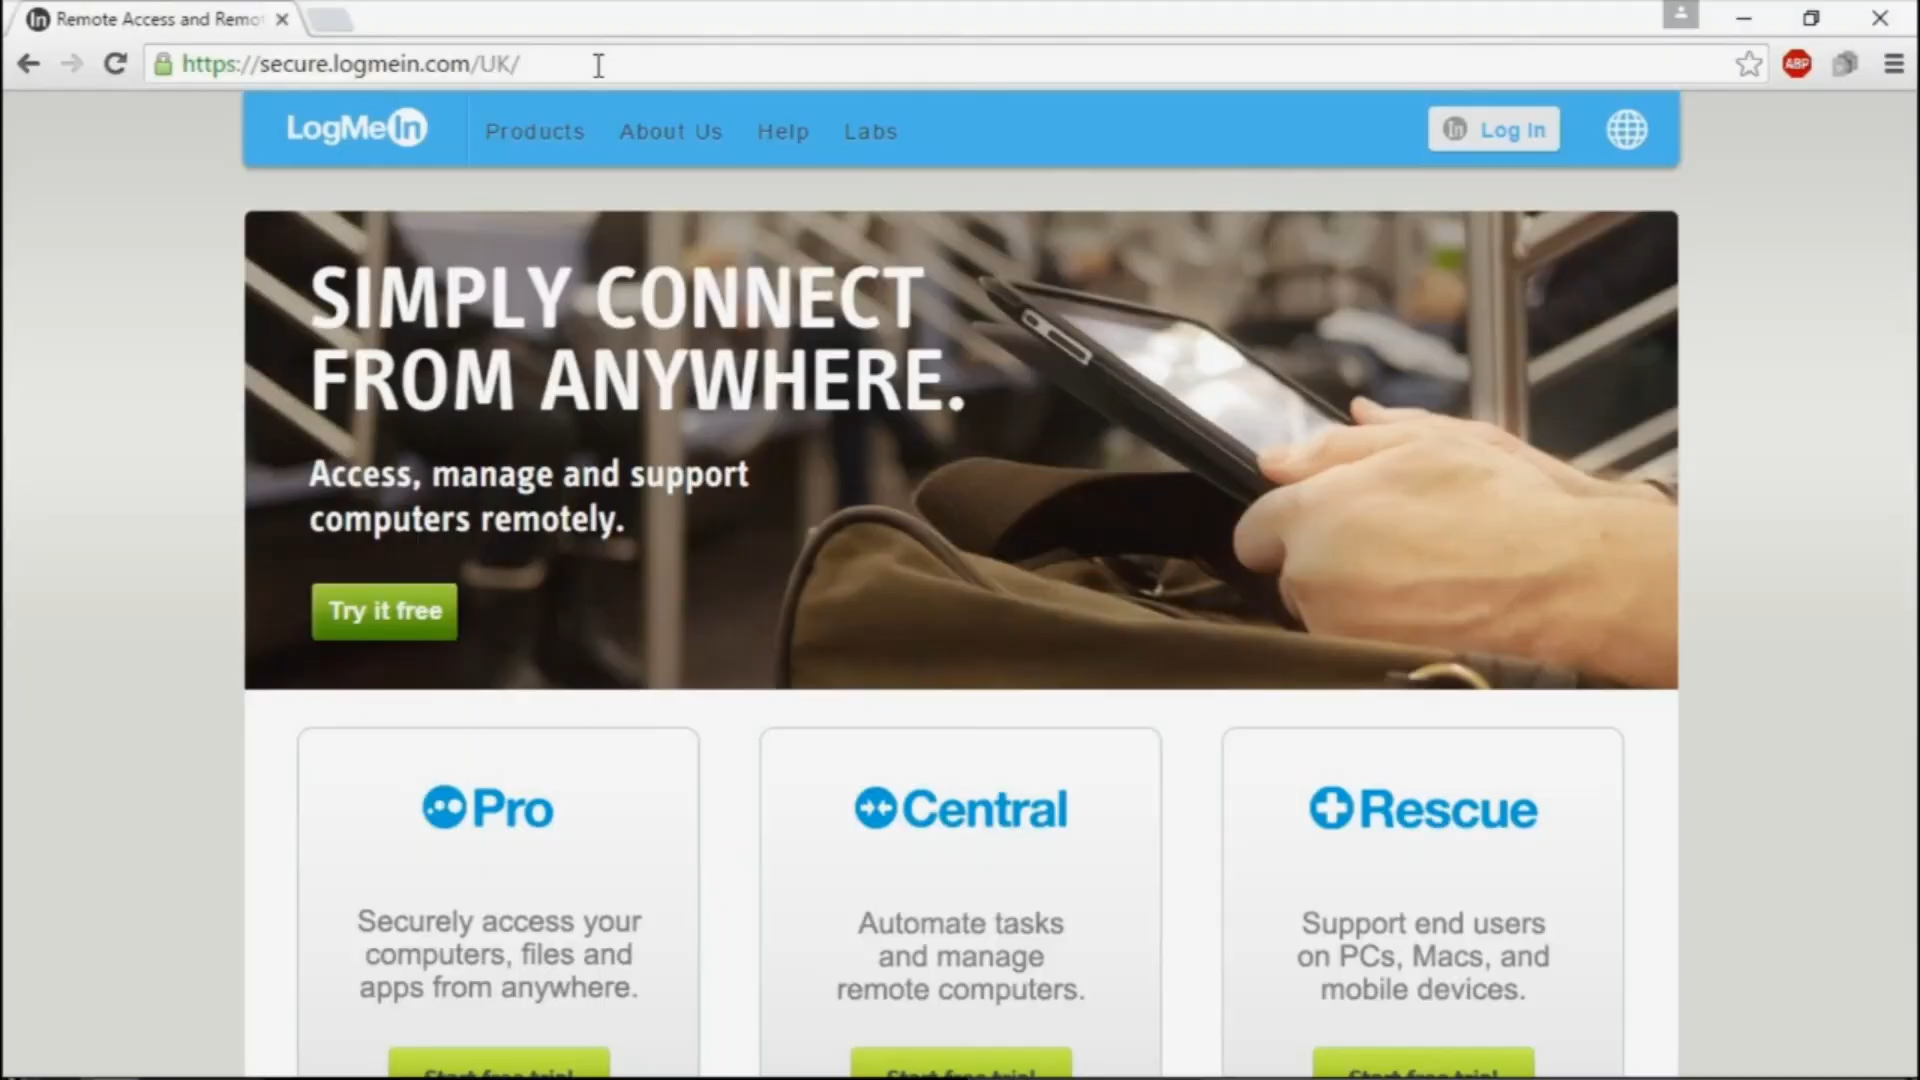 Remote Access and Remo
https://secure.logmein.com/UK/
ABP
LogMeIn
Products
About Us
Help
Labs
in Log In
SIMPLY CONNECT
FROM ANYWHERE.
Access, manage and support
computers remotely.
Try it free
Pro
Securely access your
computers, files and
apps from anywhere.
Start free trial
Central
Automate tasks
and manage
remote computers.
Start free trial
Rescue
Support end users
on PCs, Macs, and
mobile devices.
Start free trial